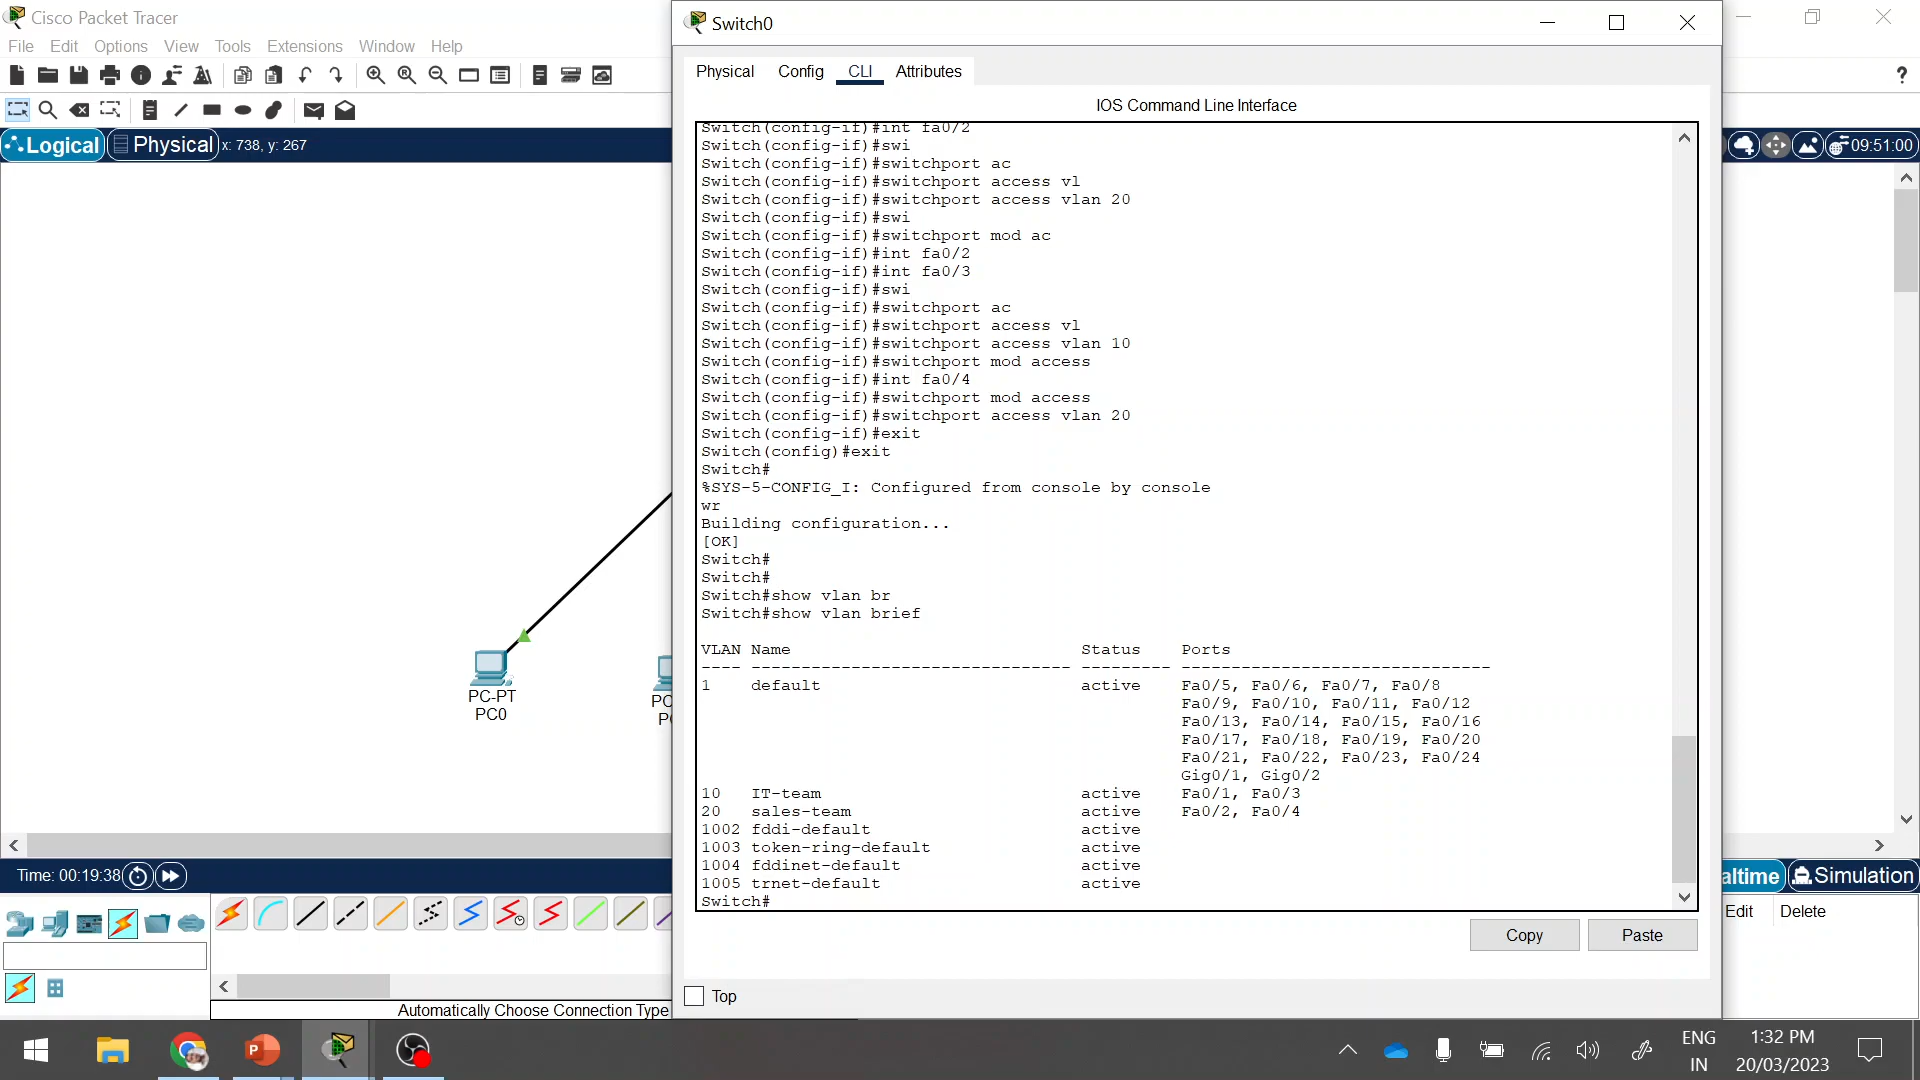 Cisco Packet Tracer
File Edit Options View Tools Extensions Window Help
Logical Physical x: 738, y: 267
PC-PT
PC0
Time: 00:19:38
Automatically Choose Connection Type
Switch0
Physical Config CLI Attributes
IOS Command Line Interface
Switch(config-if)#int fa0/2
Switch(config-if)#swi
Switch(config-if)#switchport ac
Switch(config-if)#switchport access vl
Switch(config-if)#switchport access vlan 20
Switch(config-if)#swi
Switch(config-if)#switchport mod ac
Switch(config-if)#int fa0/2
Switch(config-if)#int fa0/3
Switch(config-if)#swi
Switch(config-if)#switchport ac
Switch(config-if)#switchport access vl
Switch(config-if)#switchport access vlan 10
Switch(config-if)#switchport mod access
Switch(config-if)#int fa0/4
Switch(config-if)#switchport mod access
Switch(config-if)#switchport access vlan 20
Switch(config-if)#exit
Switch(config)#exit
Switch#
%SYS-5-CONFIG_I: Configured from console by console
wr
Building configuration...
[OK]
Switch#
Switch#
Switch#show vlan br
Switch#show vlan brief
VLAN Name Status Ports
---- -------------------------------- --------- -------------------------------
1 default active Fa0/5, Fa0/6, Fa0/7, Fa0/8
Fa0/9, Fa0/10, Fa0/11, Fa0/12
Fa0/13, Fa0/14, Fa0/15, Fa0/16
Fa0/17, Fa0/18, Fa0/19, Fa0/20
Fa0/21, Fa0/22, Fa0/23, Fa0/24
Gig0/1, Gig0/2
10 IT-team active Fa0/1, Fa0/3
20 sales-team active Fa0/2, Fa0/4
1002 fddi-default active
1003 token-ring-default active
1004 fddinet-default active
1005 trnet-default active
Switch#
Copy Paste
Top
?
09:51:00
altime Simulation
Edit Delete
ENG
IN
1:32 PM
20/03/2023